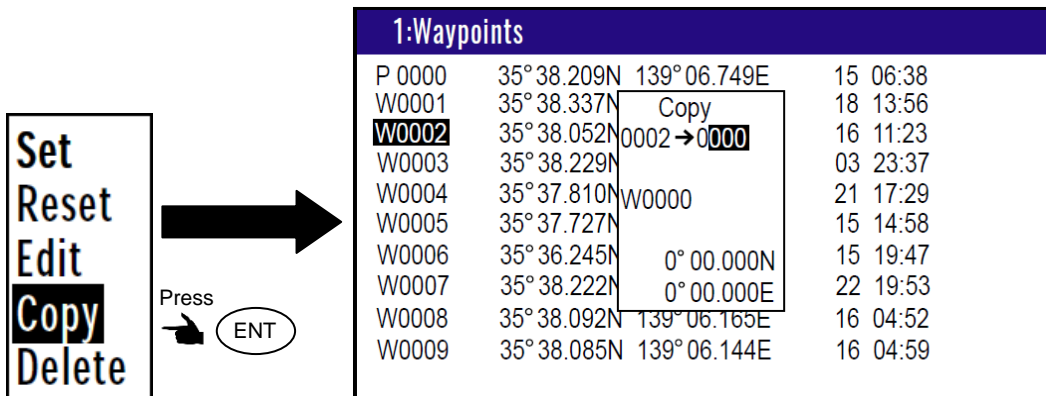 Set
Reset
Edit
Copy
Delete
Press
ENT
1:Waypoints
P 0000 35°38.209N 139°06.749E 15 06:38
W0001 35°38.337N 18 13:56
W0002 35°38.052N 16 11:23
W0003 35°38.229N 03 23:37
W0004 35°37.810N 21 17:29
W0005 35°37.727N 15 14:58
W0006 35°36.245N 15 19:47
W0007 35°38.222N 22 19:53
W0008 35°38.092N 139°06.165E 16 04:52
W0009 35°38.085N 139°06.144E 16 04:59
Copy
0002→0000
W0000
0°00.000N
0°00.000E